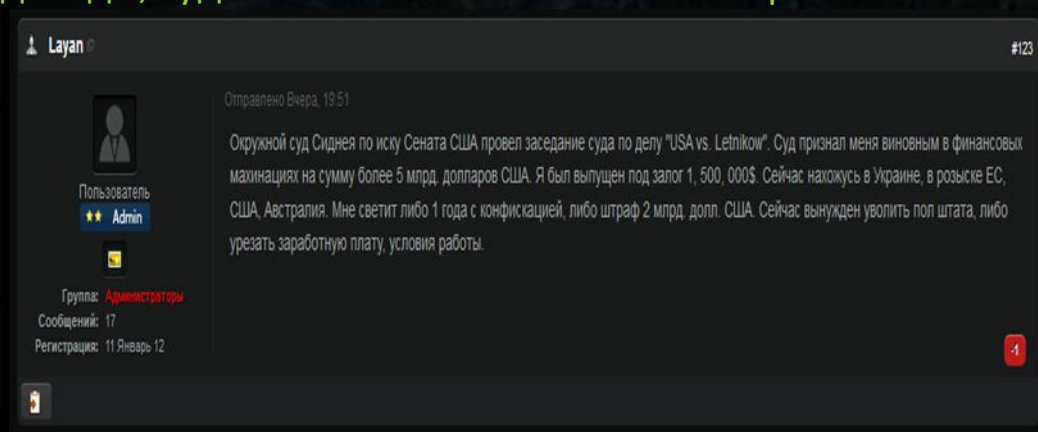 Layan
#123
Отправлено Вчера, 19:51
Окружной суд Сиднея по иску Сената США провел заседание суда по делу "USA vs. Letnikow". Суд признал меня виновным в финансовых
махинациях на сумму более 5 млрд. долларов США. Я был выпущен под залог 1, 500, 000$. Сейчас нахожусь в Украине, в розыске ЕС,
США, Австралия. Мне светит либо 1 года с конфискацией, либо штраф 2 млрд. долл. США. Сейчас вынужден уволить пол штата, либо
урезать заработную плату, условия работы.
Пользователь
Admin
Группа: Администраторы
Сообщений: 17
Регистрация: 11 Январь 12
-1